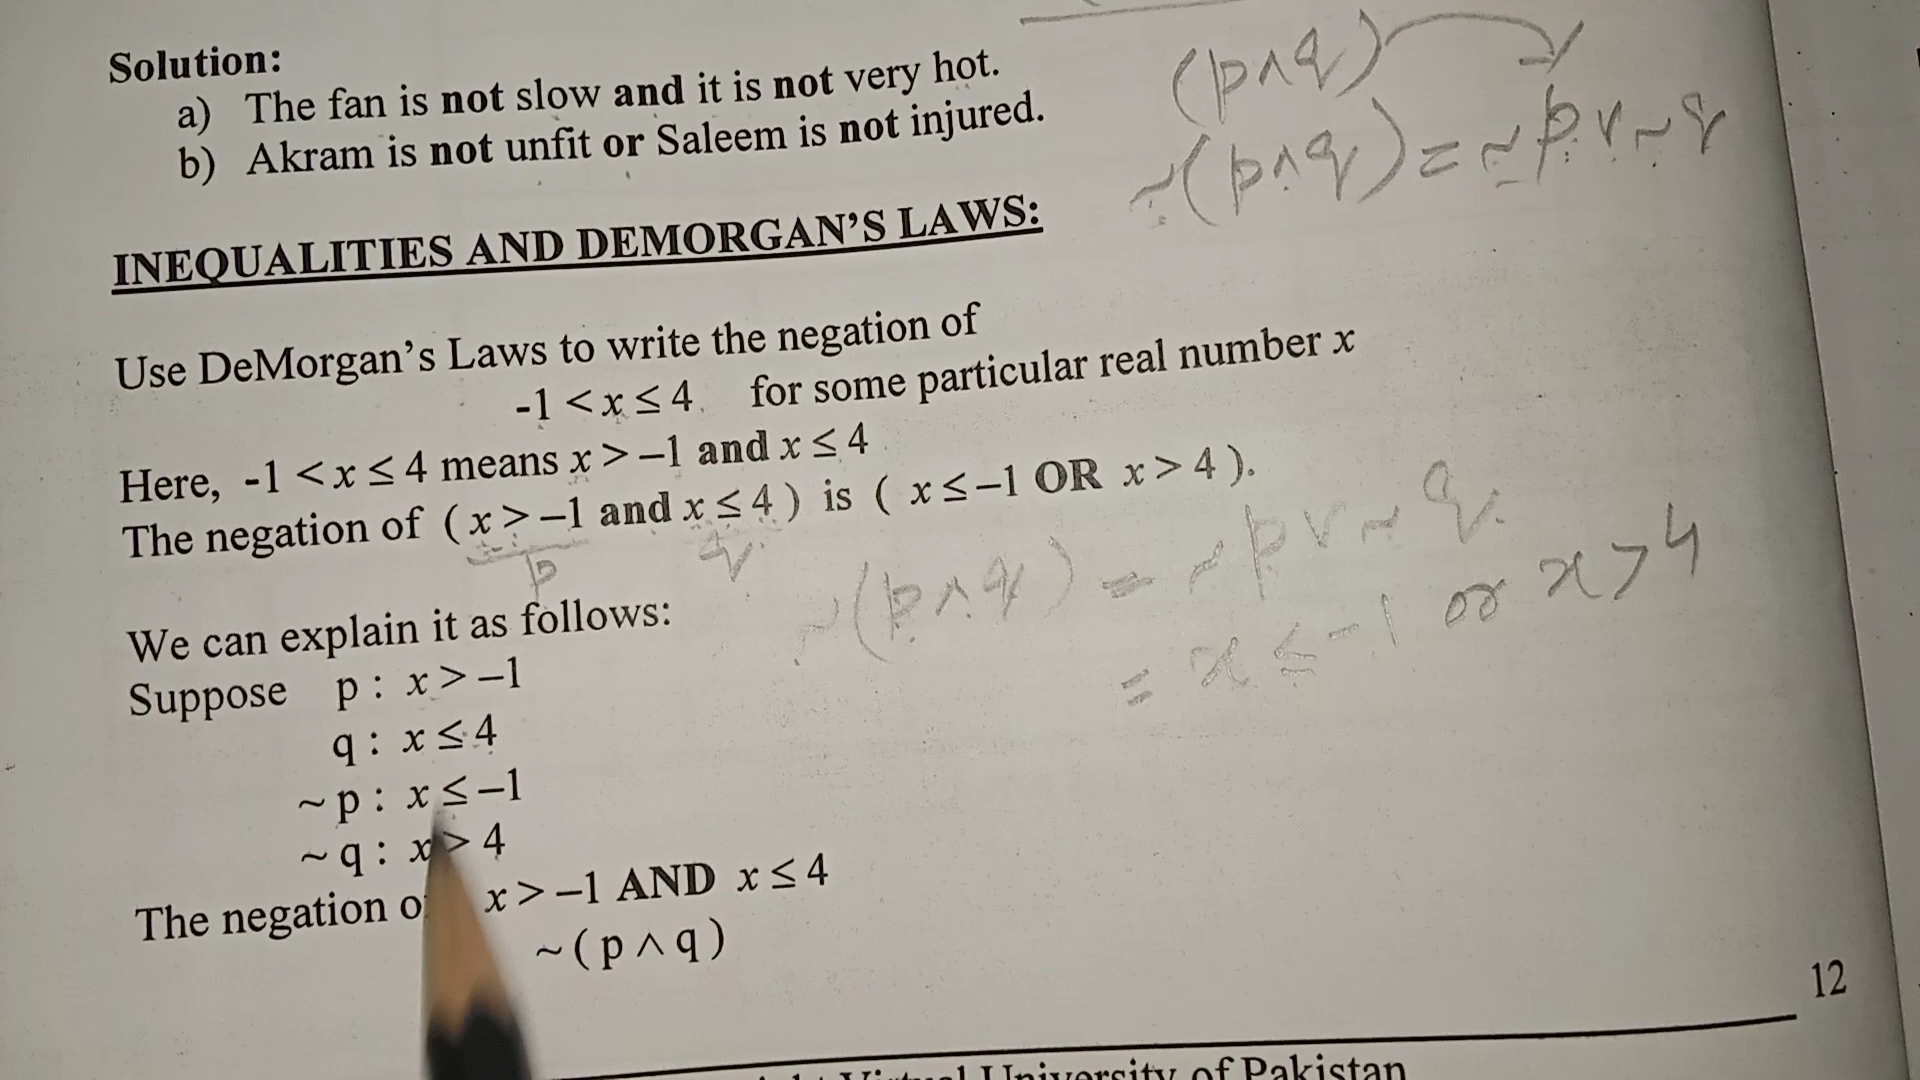 Solution:
a) The fan is not slow and it is not very hot.
b) Akram is not unfit or Saleem is not injured.
(p∧q)
~(p∧q) = ~p∨~q
INEQUALITIES AND DEMORGAN'S LAWS:
Use DeMorgan's Laws to write the negation of
-1 < x ≤ 4 for some particular real number x
Here, -1 < x ≤ 4 means x > –1 and x ≤ 4
The negation of ( x > –1 and x ≤ 4 ) is ( x ≤ –1 OR x > 4 ).
p q
~(p∧q) = ~p∨~q
= x ≤ -1 or x > 4
We can explain it as follows:
Suppose p : x > –1
q : x ≤ 4
~ p : x ≤ –1
~ q : x > 4
The negation x > –1 AND x ≤ 4
~ ( p ∧ q )
12
University of Pakistan